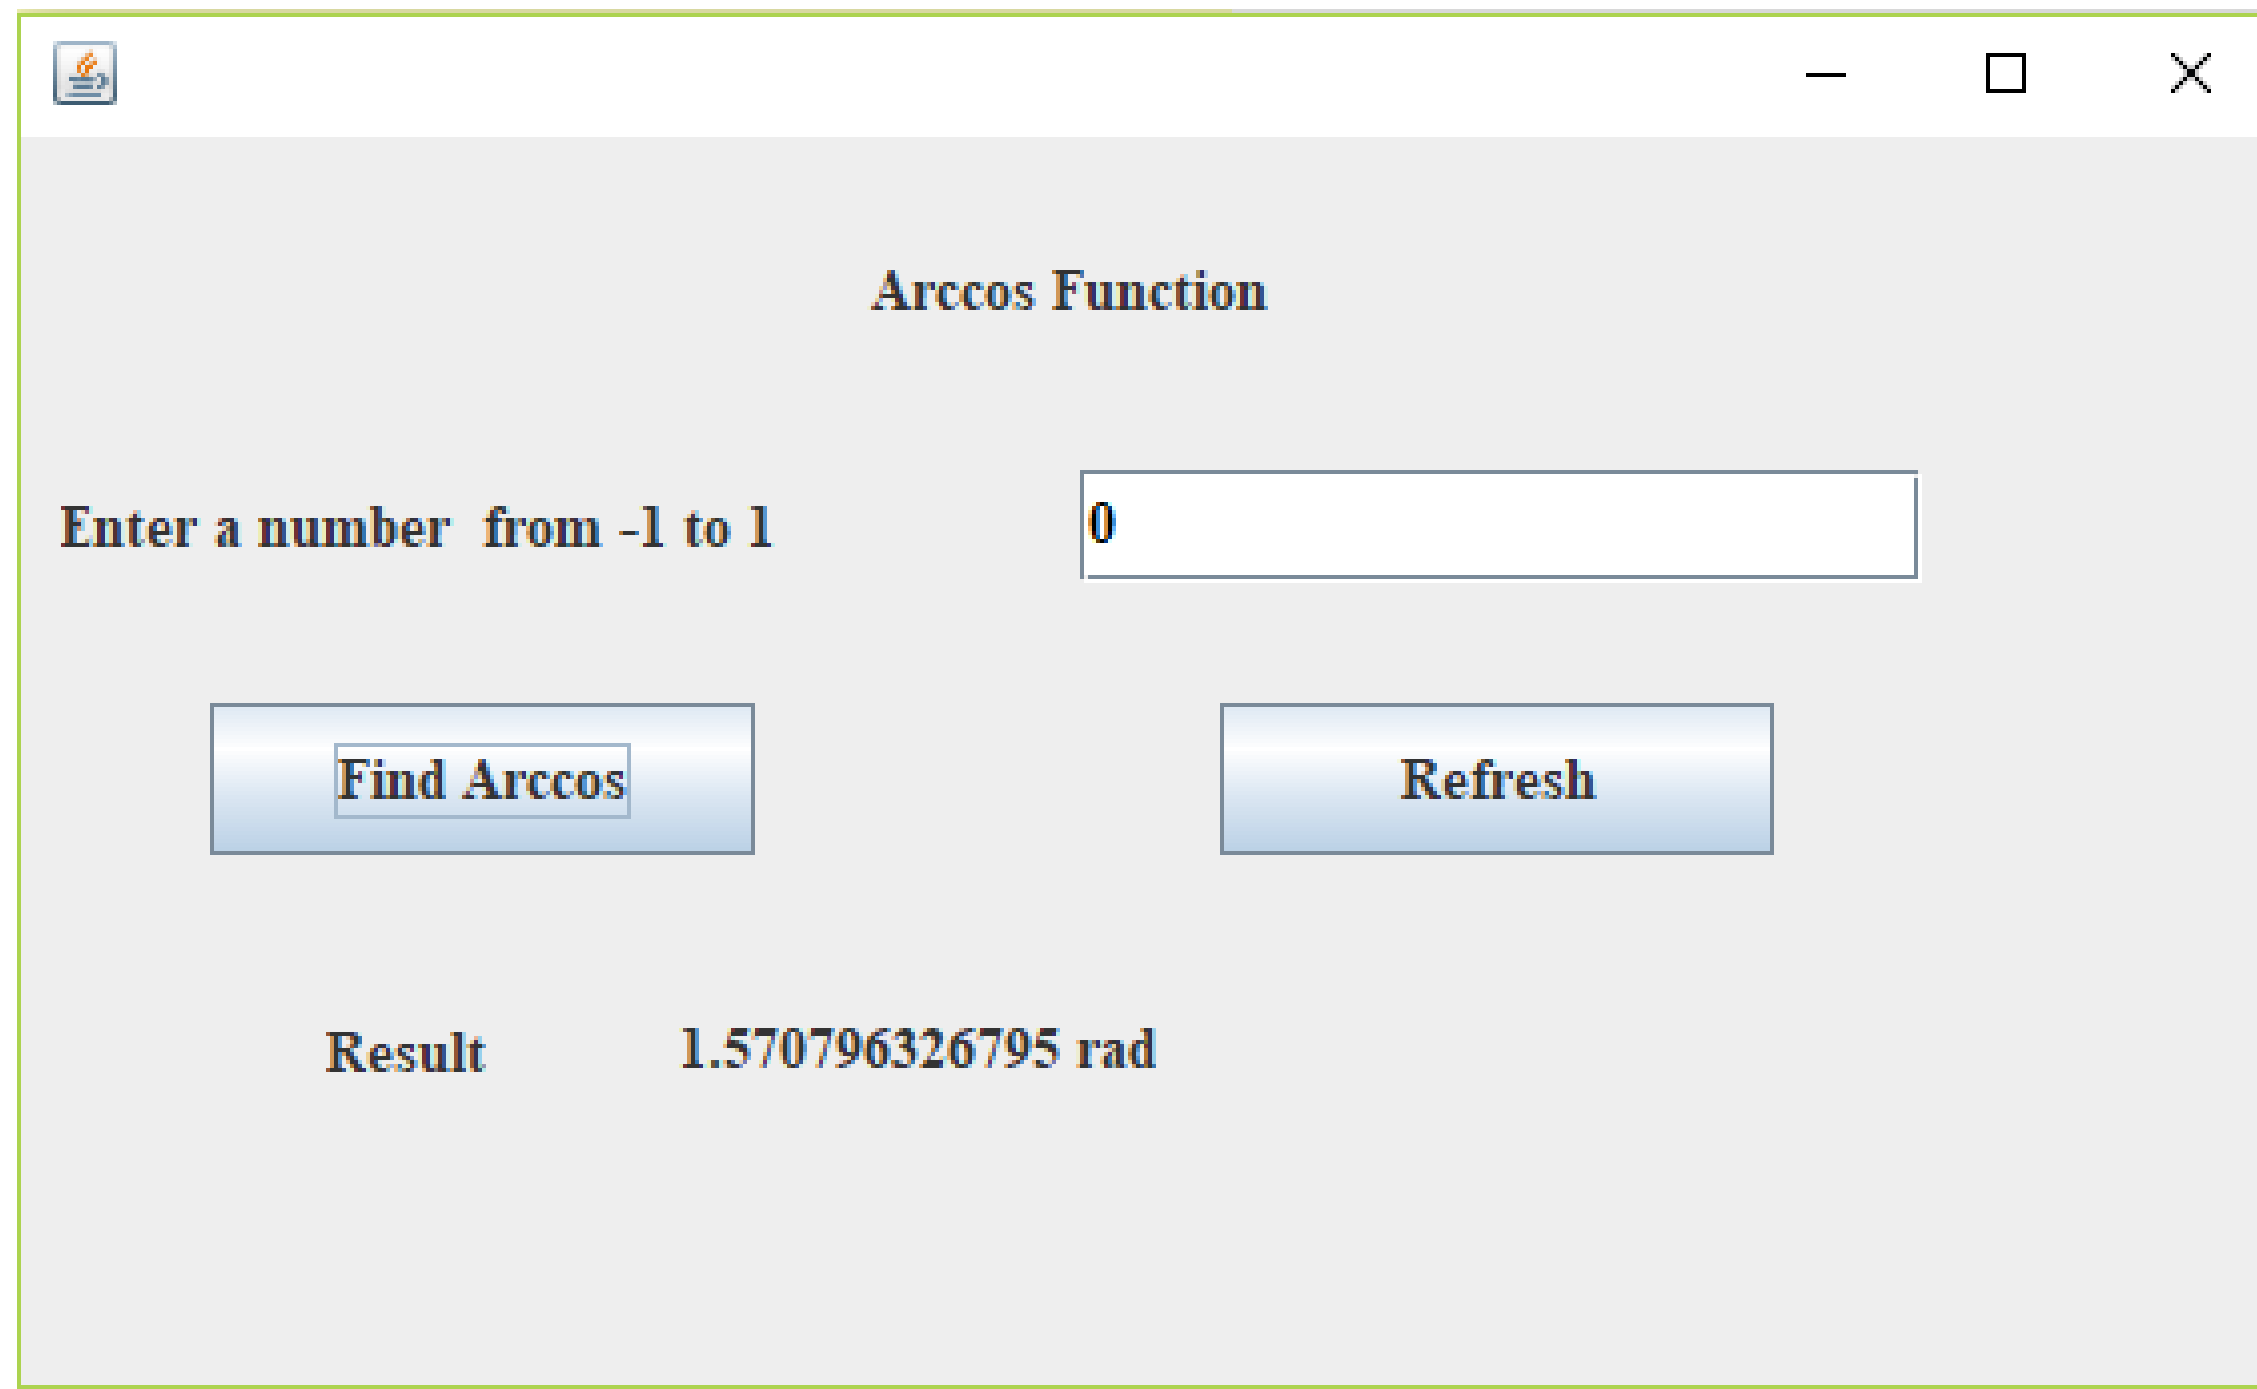 Arccos Function
Enter a number  from -1 to 1
0
Find Arccos
Refresh
Result
1.570796326795 rad